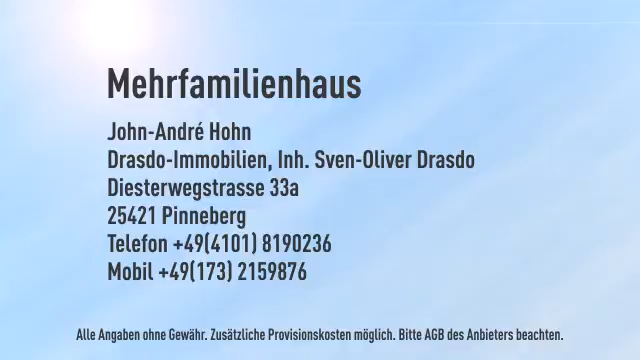 Mehrfamilienhaus
John-André Hohn
Drasdo-Immobilien, Inh. Sven-Oliver Drasdo
Diesterwegstrasse 33a
25421 Pinneberg
Telefon +49(4101) 8190236
Mobil +49(173) 2159876
Alle Angaben ohne Gewähr. Zusätzliche Provisionskosten möglich. Bitte AGB des Anbieters beachten.